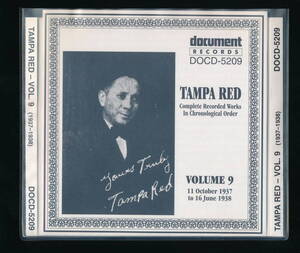 TAMPA RED – VOL. 9 (1937–1938) DOCD-5209
document
RECORDS
DOCD-5209
TAMPA RED
Complete Recorded Works
In Chronological Order
Yours Truly
Tampa Red
VOLUME 9
11 October 1937
to 16 June 1938
DOCD-5209 TAMPA RED – VOL. 9 (1937–1938)